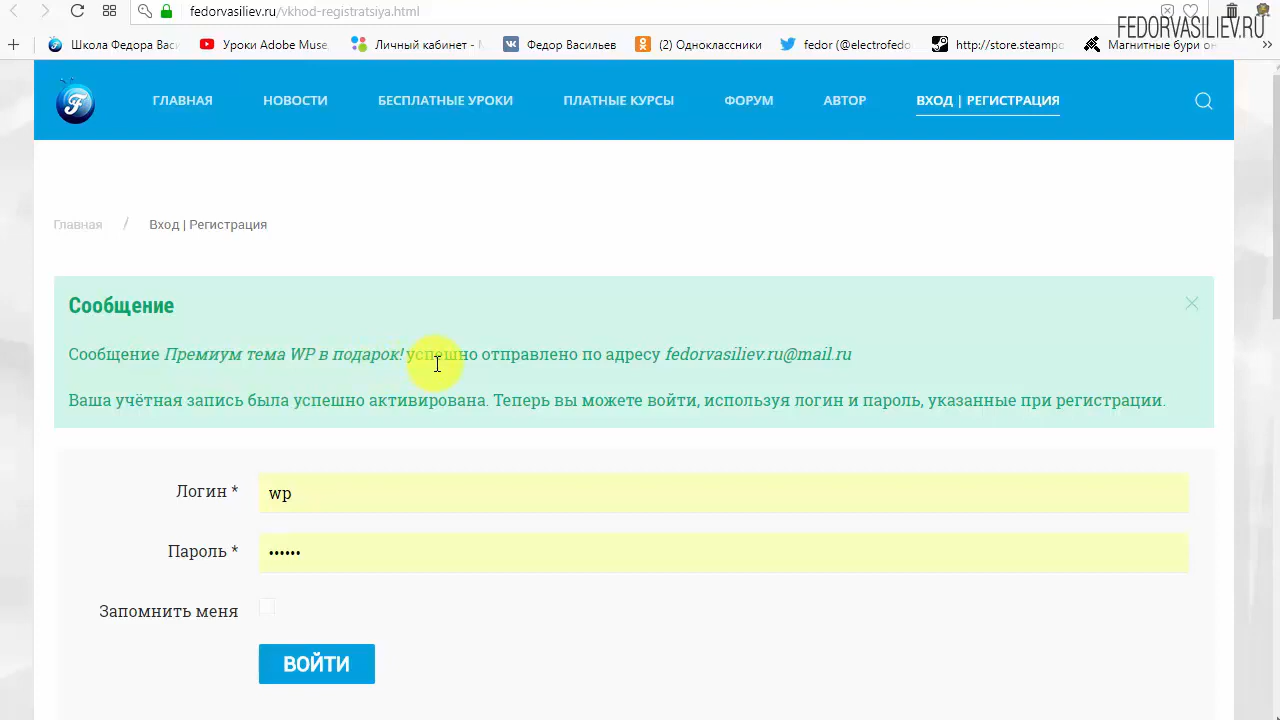 fedorvasiliev.ru/vkhod-registratsiya.html
FEDORVASILIEV.RU
Школа Федора Васи
Уроки Adobe Muse,
Личный кабинет -
Федор Васильев
(2) Одноклассники
fedor (@electrofedo
http://store.steampo
Магнитные бури он
ГЛАВНАЯ
НОВОСТИ
БЕСПЛАТНЫЕ УРОКИ
ПЛАТНЫЕ КУРСЫ
ФОРУМ
АВТОР
ВХОД | РЕГИСТРАЦИЯ
Главная / Вход | Регистрация
Сообщение
Сообщение Премиум тема WP в подарок! успешно отправлено по адресу fedorvasiliev.ru@mail.ru
Ваша учётная запись была успешно активирована. Теперь вы можете войти, используя логин и пароль, указанные при регистрации.
Логин *
wp
Пароль *
••••••
Запомнить меня
ВОЙТИ